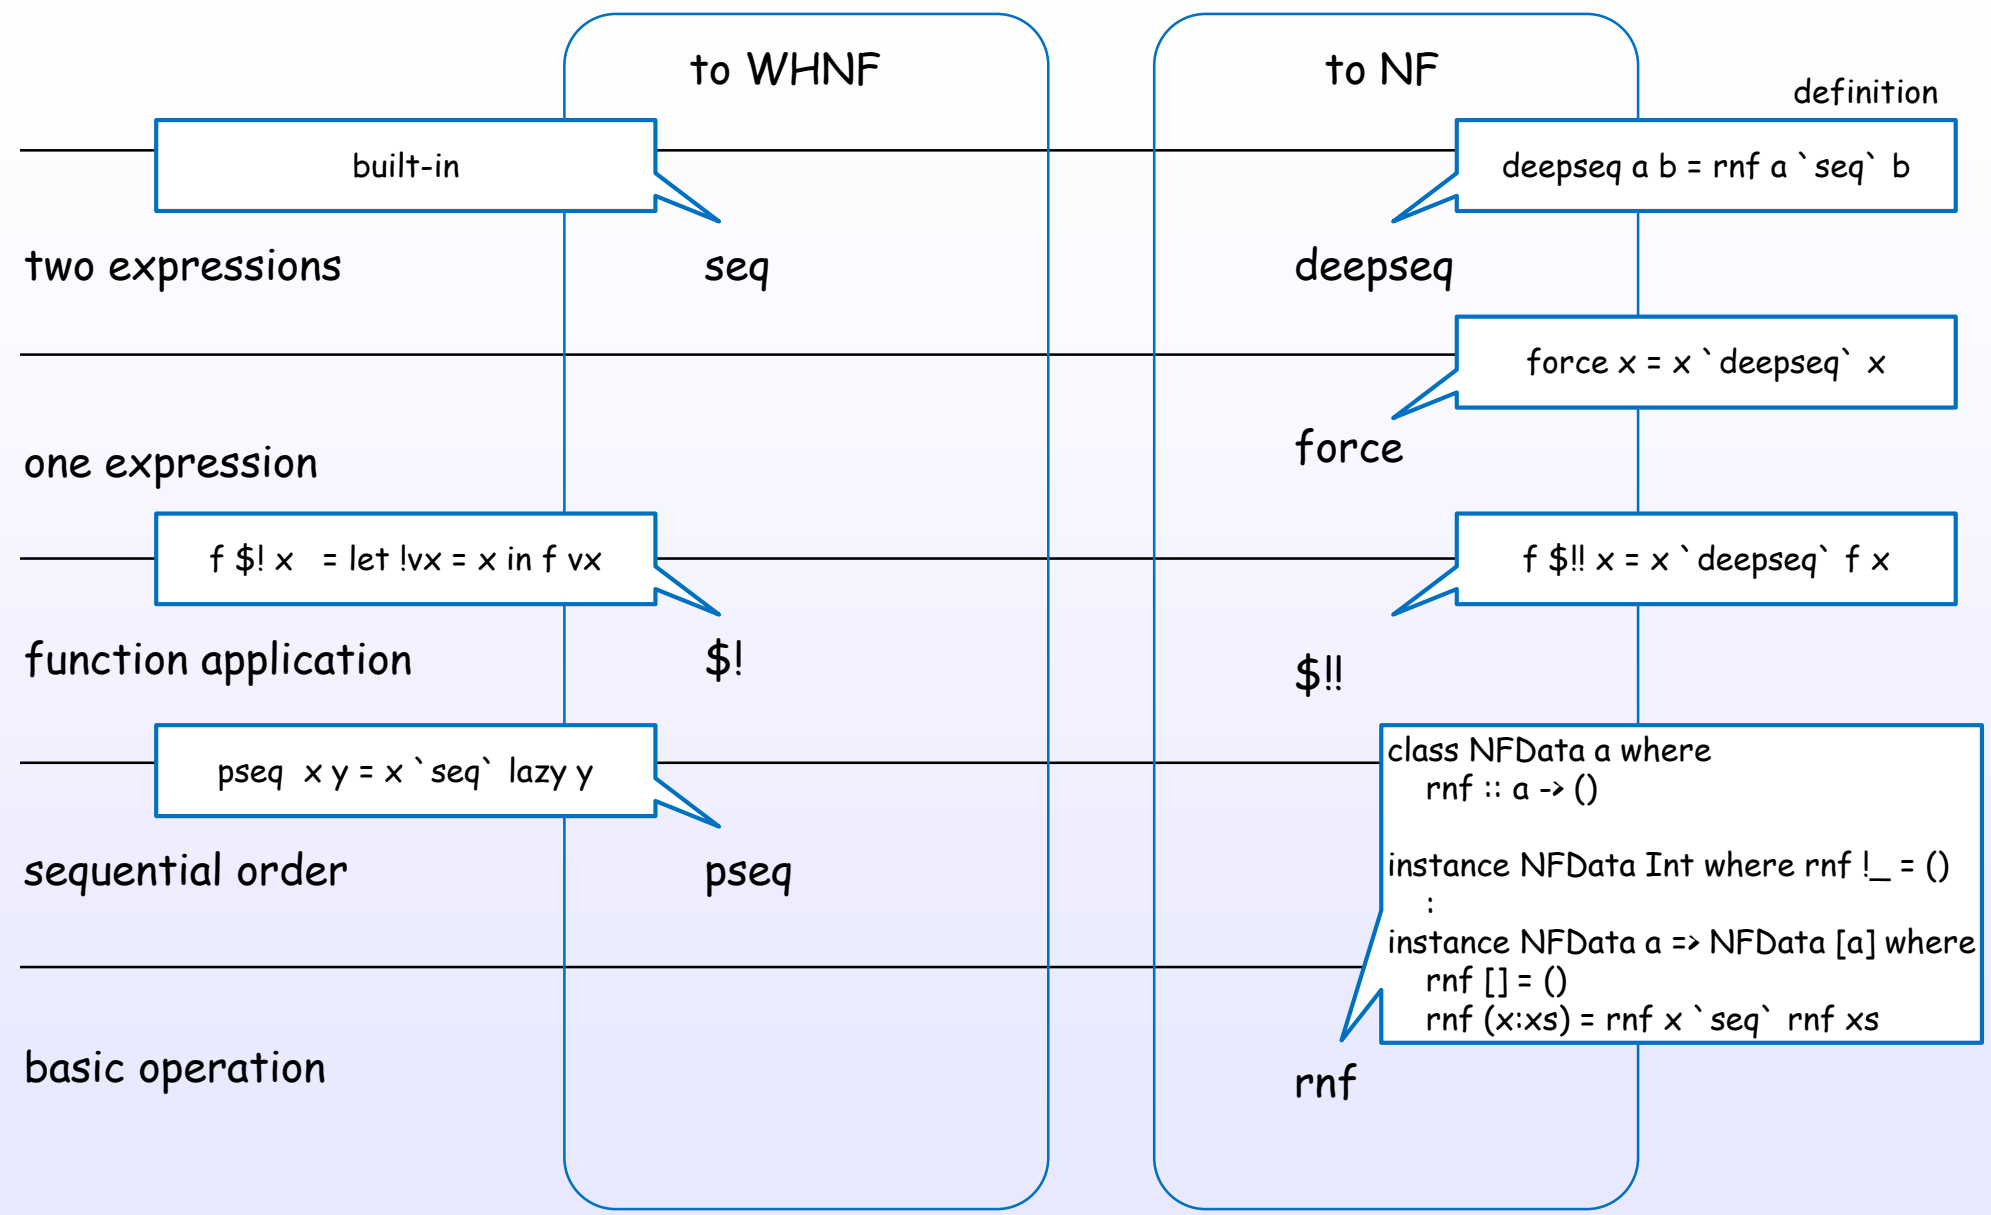 to WHNF
to NF
definition
built-in
deepseq a b = rnf a `seq` b
two expressions
seq
deepseq
force x = x `deepseq` x
one expression
force
f $! x   = let !vx = x in f vx
f $!! x = x `deepseq` f x
function application
$!
$!!
pseq  x y = x `seq` lazy y
class NFData a where
rnf :: a -> ()
instance NFData Int where rnf !_ = ()
:
instance NFData a => NFData [a] where
rnf [] = ()
rnf (x:xs) = rnf x `seq` rnf xs
sequential order
pseq
basic operation
rnf